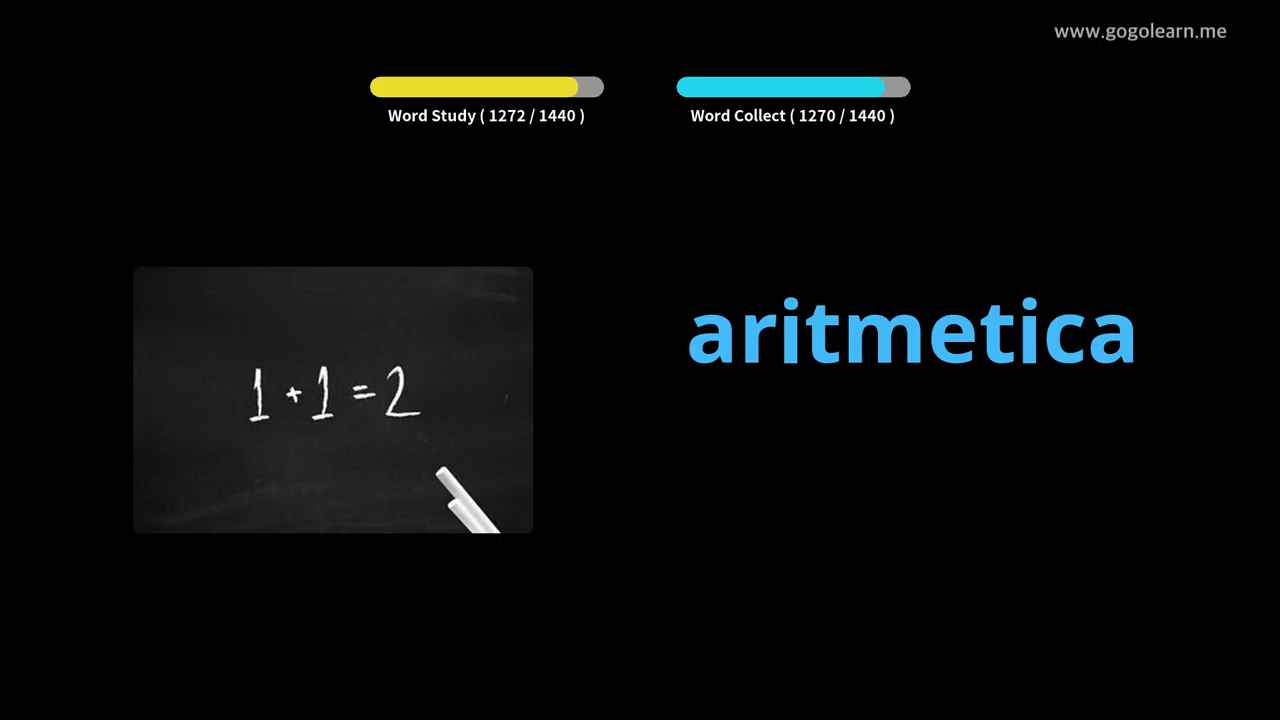 www.gogolearn.me
Word Study ( 1272 / 1440 )
Word Collect ( 1270 / 1440 )
aritmetica
1 + 1 = 2